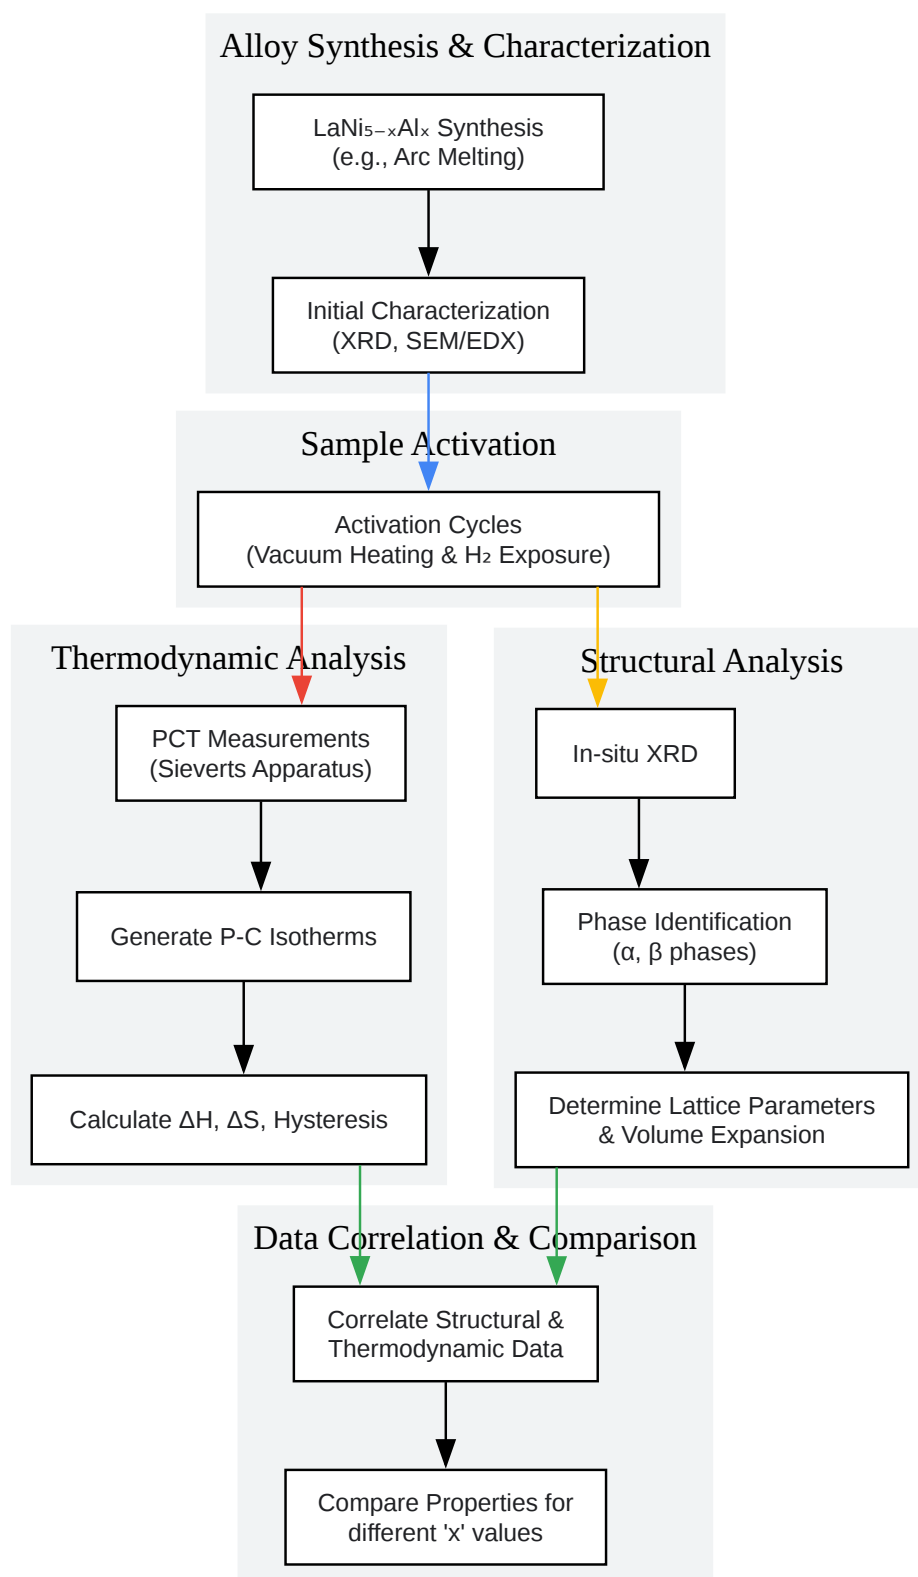 Alloy Synthesis & Characterization
LaNi₅₋ₓAlₓ Synthesis
(e.g., Arc Melting)
Initial Characterization
(XRD, SEM/EDX)
Sample Activation
Activation Cycles
(Vacuum Heating & H₂ Exposure)
Thermodynamic Analysis
PCT Measurements
(Sieverts Apparatus)
Generate P-C Isotherms
Calculate ΔH, ΔS, Hysteresis
Structural Analysis
In-situ XRD
Phase Identification
(α, β phases)
Determine Lattice Parameters
& Volume Expansion
Data Correlation & Comparison
Correlate Structural &
Thermodynamic Data
Compare Properties for
different 'x' values